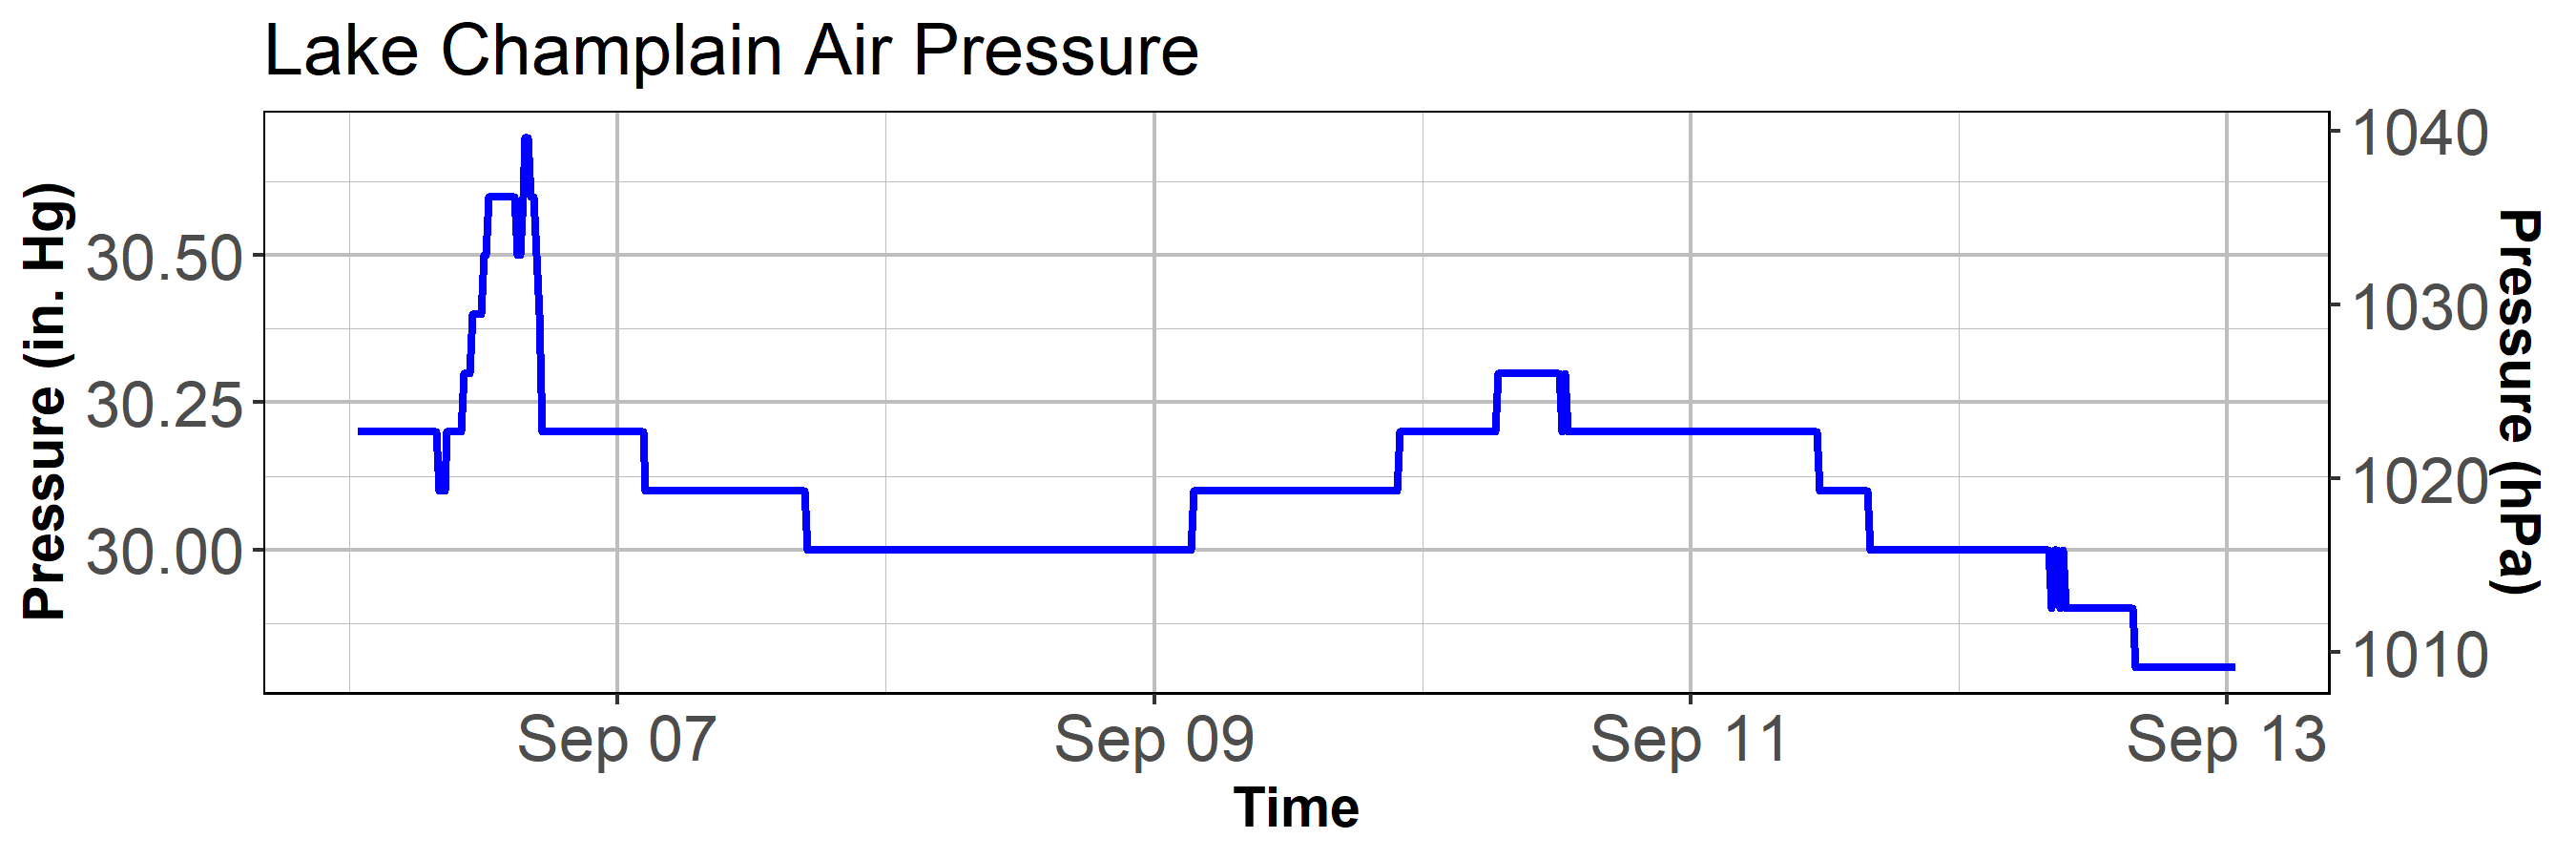 Lake Champlain Air Pressure
Pressure (in. Hg)
30.50
30.25
30.00
1040
1030
1020
1010
Pressure (hPa)
Sep 07
Sep 09
Sep 11
Sep 13
Time